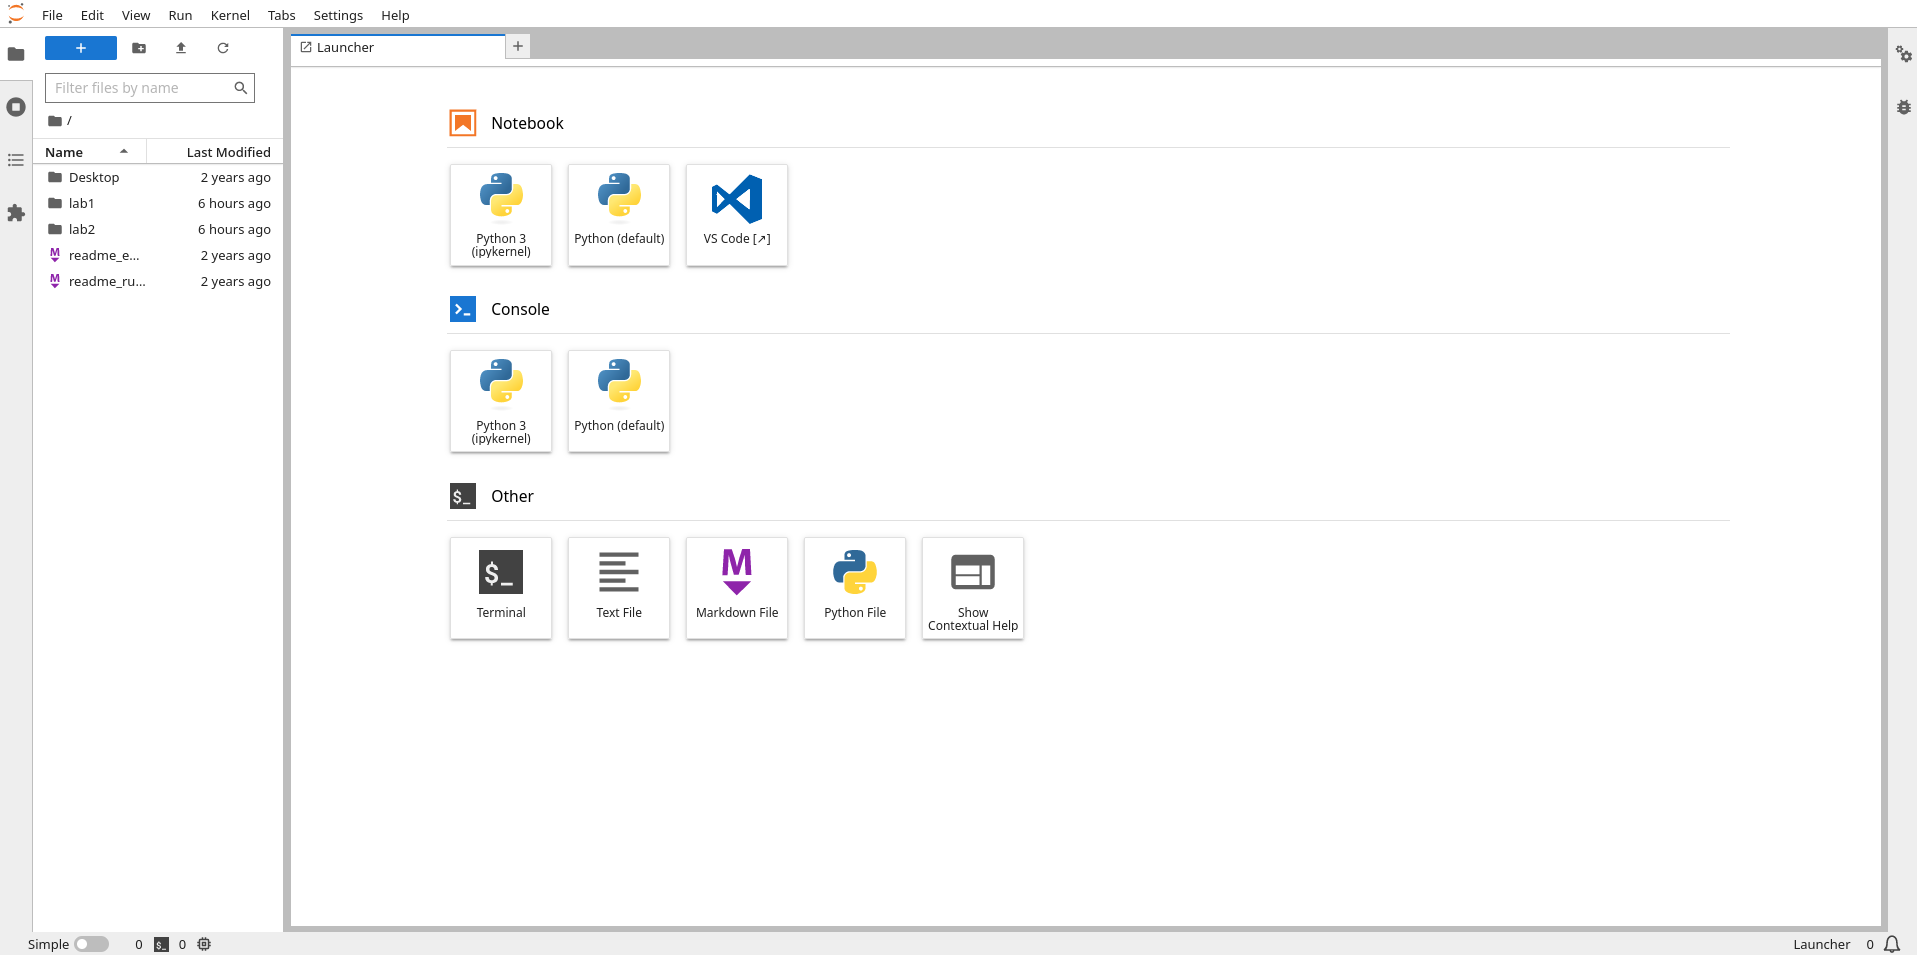 File Edit View Run Kernel Tabs Settings Help
Launcher
Filter files by name
/
Name Last Modified
Desktop 2 years ago
lab1 6 hours ago
lab2 6 hours ago
readme_e... 2 years ago
readme_ru... 2 years ago
Notebook
Python 3
(ipykernel)
Python (default)
VS Code [↗]
Console
Python 3
(ipykernel)
Python (default)
$_ Other
$_
Terminal
Text File
M
Markdown File
Python File
Show
Contextual Help
Simple 0 $_ 0
Launcher 0